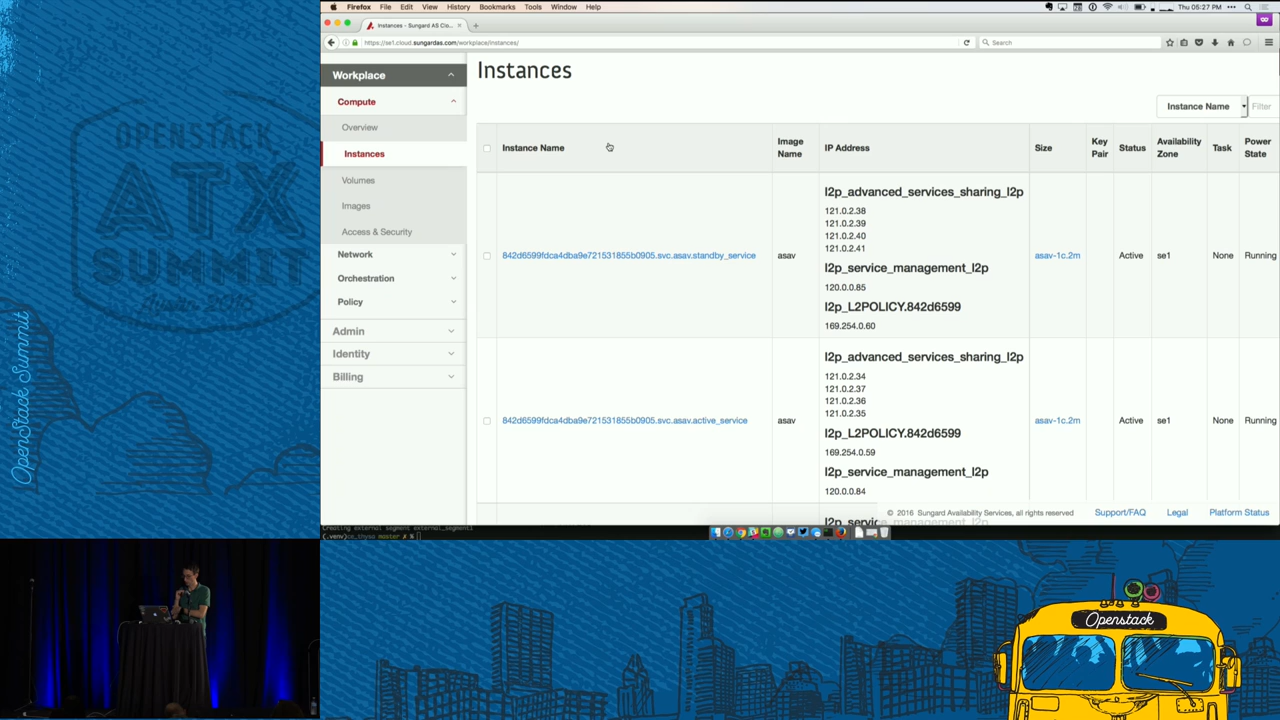 Firefox File Edit View History Bookmarks Tools Window Help
Thu 05:27 PM
Instances - Sungard AS Clo...
https://se1.cloud.sungardas.com/workplace/instances/
Search
Workplace
Compute
Overview
Instances
Volumes
Images
Access & Security
Network
Orchestration
Policy
Admin
Identity
Billing
Instances
Instance Name
Filter
Instance Name
Image Name
IP Address
Size
Key Pair
Status
Availability Zone
Task
Power State
842d6599fdca4dba9e721531855b0905.svc.asav.standby_service
asav
l2p_advanced_services_sharing_l2p
121.0.2.38
121.0.2.39
121.0.2.40
121.0.2.41
l2p_service_management_l2p
120.0.0.85
l2p_L2POLICY.842d6599
169.254.0.60
asav-1c.2m
Active
se1
None
Running
842d6599fdca4dba9e721531855b0905.svc.asav.active_service
asav
l2p_advanced_services_sharing_l2p
121.0.2.34
121.0.2.37
121.0.2.36
121.0.2.35
l2p_L2POLICY.842d6599
169.254.0.59
l2p_service_management_l2p
120.0.0.84
asav-1c.2m
Active
se1
None
Running
© 2016 Sungard Availability Services, all rights reserved
Support/FAQ
Legal
Platform Status
Creating external segment external_segment1
OPENSTACK
ATX
SUMMIT
OpenStack Summit
Openstack